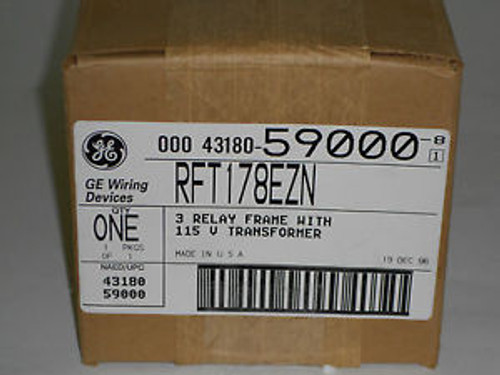 000 43180-59000-8
1
GE
GE Wiring
Devices
RFT178EZN
QTY
ONE
1 PKGS
OF 1
3 RELAY FRAME WITH
115 V TRANSFORMER
MADE IN U S A
19 DEC 96
NAED/UPC
43180
59000